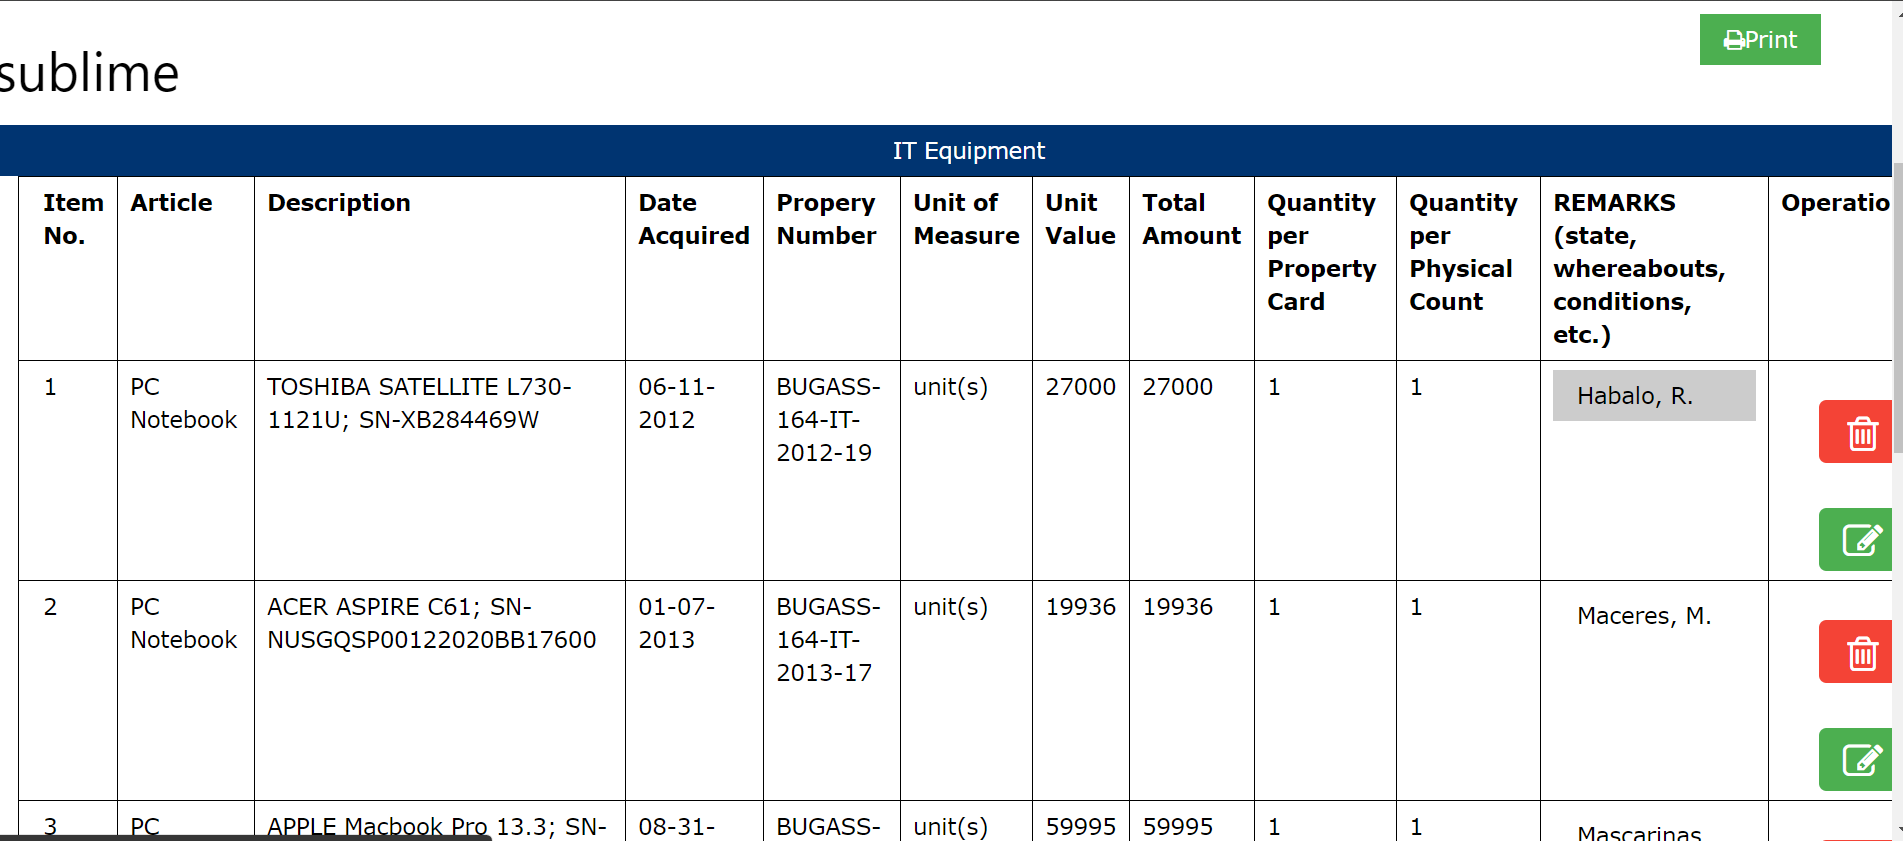 Print
sublime
IT Equipment
Item No.
Article
Description
Date Acquired
Propery Number
Unit of Measure
Unit Value
Total Amount
Quantity per Property Card
Quantity per Physical Count
REMARKS (state, whereabouts, conditions, etc.)
Operatio
1
PC Notebook
TOSHIBA SATELLITE L730-
1121U; SN-XB284469W
06-11-
2012
BUGASS-
164-IT-
2012-19
unit(s)
27000
27000
1
1
Habalo, R.
2
PC Notebook
ACER ASPIRE C61; SN-
NUSGQSP00122020BB17600
01-07-
2013
BUGASS-
164-IT-
2013-17
unit(s)
19936
19936
1
1
Maceres, M.
3
PC
APPLE Macbook Pro 13.3; SN-
08-31-
BUGASS-
unit(s)
59995
59995
1
1
Mascarinas